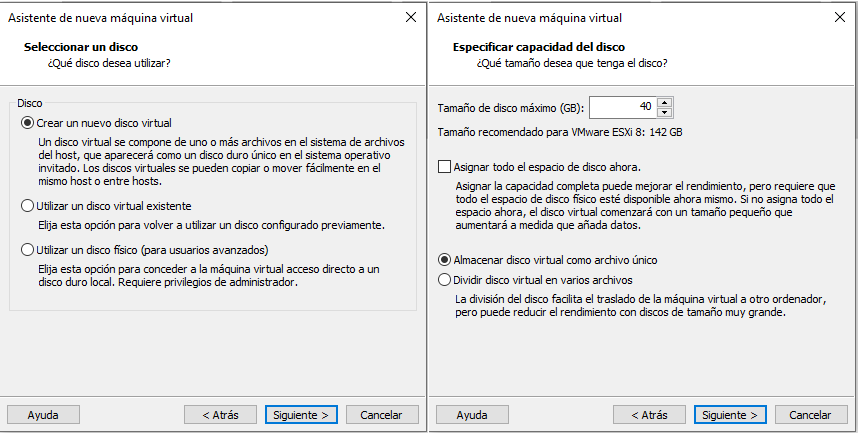 Asistente de nueva máquina virtual
Seleccionar un disco
¿Qué disco desea utilizar?
Disco
Crear un nuevo disco virtual
Un disco virtual se compone de uno o más archivos en el sistema de archivos
del host, que aparecerá como un disco duro único en el sistema operativo
invitado. Los discos virtuales se pueden copiar o mover fácilmente en el
mismo host o entre hosts.
Utilizar un disco virtual existente
Elija esta opción para volver a utilizar un disco configurado previamente.
Utilizar un disco físico (para usuarios avanzados)
Elija esta opción para conceder a la máquina virtual acceso directo a un
disco duro local. Requiere privilegios de administrador.
Ayuda
< Atrás
Siguiente >
Cancelar
Asistente de nueva máquina virtual
Especificar capacidad del disco
¿Qué tamaño desea que tenga el disco?
Tamaño de disco máximo (GB): 40
Tamaño recomendado para VMware ESXi 8: 142 GB
Asignar todo el espacio de disco ahora.
Asignar la capacidad completa puede mejorar el rendimiento, pero requiere que
todo el espacio de disco físico esté disponible ahora mismo. Si no asigna todo el
espacio ahora, el disco virtual comenzará con un tamaño pequeño que
aumentará a medida que añada datos.
Almacenar disco virtual como archivo único
Dividir disco virtual en varios archivos
La división del disco facilita el traslado de la máquina virtual a otro ordenador,
pero puede reducir el rendimiento con discos de tamaño muy grande.
Ayuda
< Atrás
Siguiente >
Cancelar